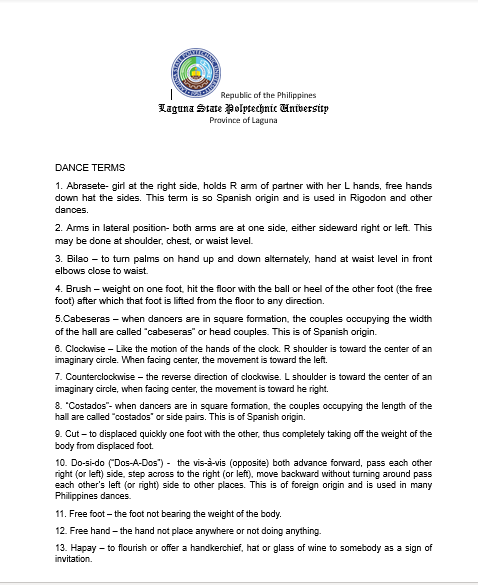 Republic of the Philippines
Laguna State Polytechnic University
Province of Laguna
DANCE TERMS
1. Abrasete- girl at the right side, holds R arm of partner with her L hands, free hands
down hat the sides. This term is so Spanish origin and is used in Rigodon and other
dances.
2. Arms in lateral position- both arms are at one side, either sideward right or left. This
may be done at shoulder, chest, or waist level.
3. Bilao – to turn palms on hand up and down alternately, hand at waist level in front
elbows close to waist.
4. Brush – weight on one foot, hit the floor with the ball or heel of the other foot (the free
foot) after which that foot is lifted from the floor to any direction.
5.Cabeseras – when dancers are in square formation, the couples occupying the width
of the hall are called “cabeseras” or head couples. This is of Spanish origin.
6. Clockwise – Like the motion of the hands of the clock. R shoulder is toward the center of an
imaginary circle. When facing center, the movement is toward the left.
7. Counterclockwise – the reverse direction of clockwise. L shoulder is toward the center of an
imaginary circle, when facing center, the movement is toward he right.
8. “Costados”- when dancers are in square formation, the couples occupying the length of the
hall are called “costados” or side pairs. This is of Spanish origin.
9. Cut – to displaced quickly one foot with the other, thus completely taking off the weight of the
body from displaced foot.
10. Do-si-do (“Dos-A-Dos”) - the vis-à-vis (opposite) both advance forward, pass each other
right (or left) side, step across to the right (or left), move backward without turning around pass
each other’s left (or right) side to other places. This is of foreign origin and is used in many
Philippines dances.
11. Free foot – the foot not bearing the weight of the body.
12. Free hand – the hand not place anywhere or not doing anything.
13. Hapay – to flourish or offer a handkerchief, hat or glass of wine to somebody as a sign of
invitation.